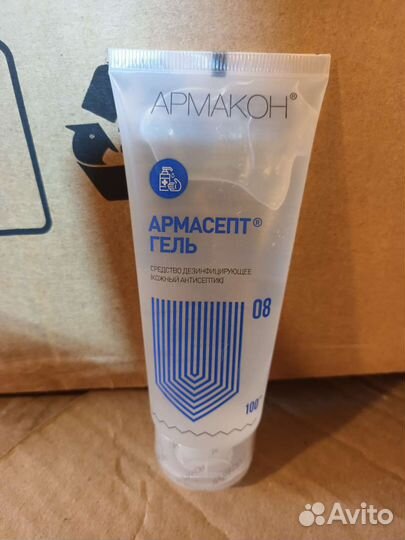 АРМАКОН®
АРМАСЕПТ®
ГЕЛЬ
СРЕДСТВО ДЕЗИНФИЦИРУЮЩЕЕ
(КОЖНЫЙ АНТИСЕПТИК)
08
100
Avito